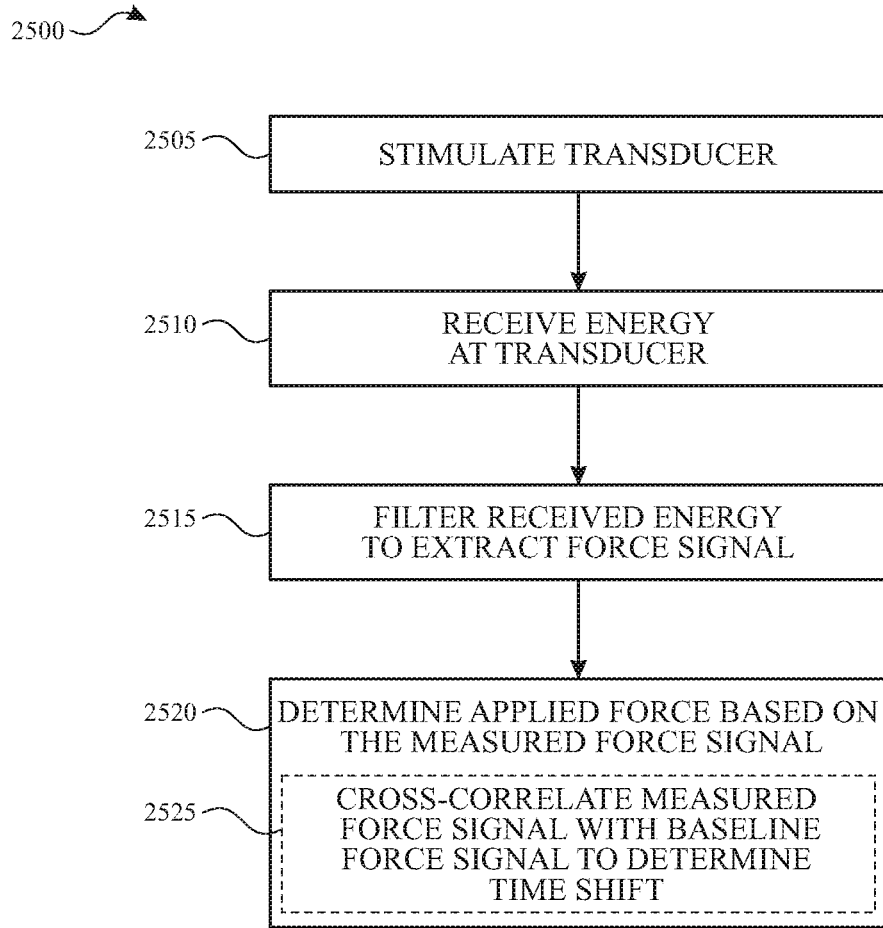 2500
2505
STIMULATE TRANSDUCER
2510
RECEIVE ENERGY
AT TRANSDUCER
2515
FILTER RECEIVED ENERGY
TO EXTRACT FORCE SIGNAL
2520
DETERMINE APPLIED FORCE BASED ON
THE MEASURED FORCE SIGNAL
2525
CROSS-CORRELATE MEASURED
FORCE SIGNAL WITH BASELINE
FORCE SIGNAL TO DETERMINE
TIME SHIFT